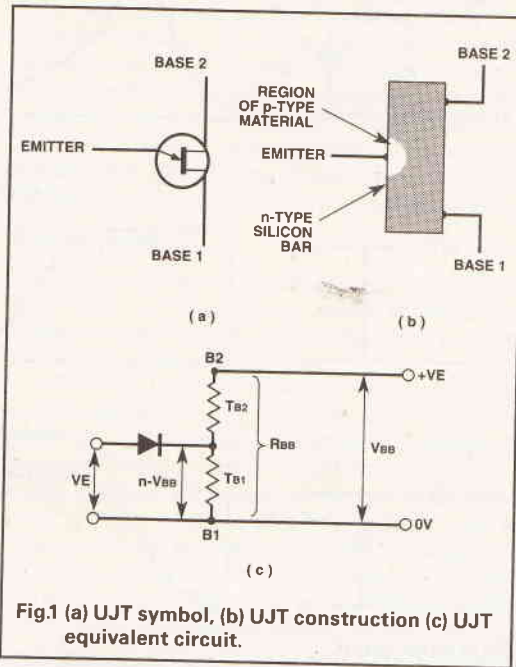 BASE 2
EMITTER
BASE 1
(a)
BASE 2
REGION
OF p-TYPE
MATERIAL
EMITTER
n-TYPE
SILICON
BAR
BASE 1
(b)
B2
+VE
TB2
RBB
VBB
VE
n-VBB
TB1
B1
0V
(c)
Fig.1 (a) UJT symbol, (b) UJT construction (c) UJT
equivalent circuit.